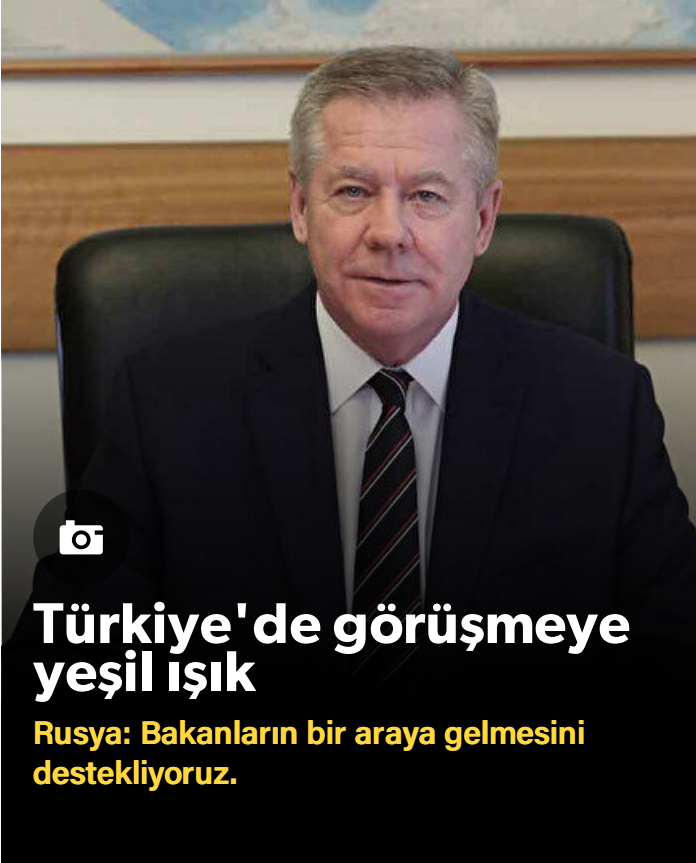 Türkiye'de görüşmeye
yeşil ışık
Rusya: Bakanların bir araya gelmesini
destekliyoruz.